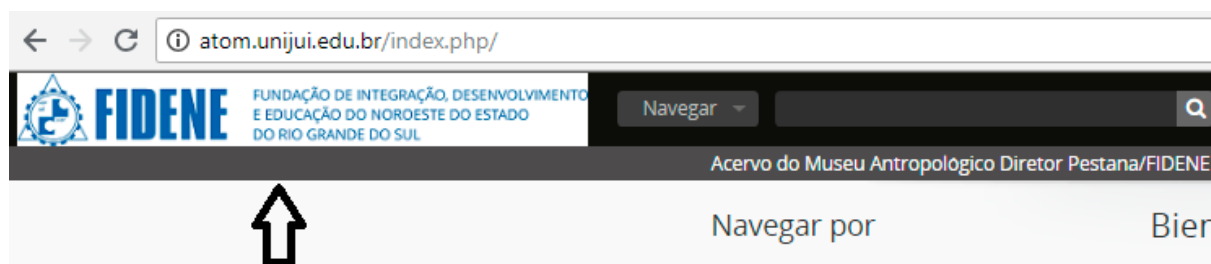 atom.unijui.edu.br/index.php/
FIDENE
FUNDAÇÃO DE INTEGRAÇÃO, DESENVOLVIMENTO
E EDUCAÇÃO DO NOROESTE DO ESTADO
DO RIO GRANDE DO SUL
Navegar
Acervo do Museu Antropológico Diretor Pestana/FIDENE
Navegar por
Bier